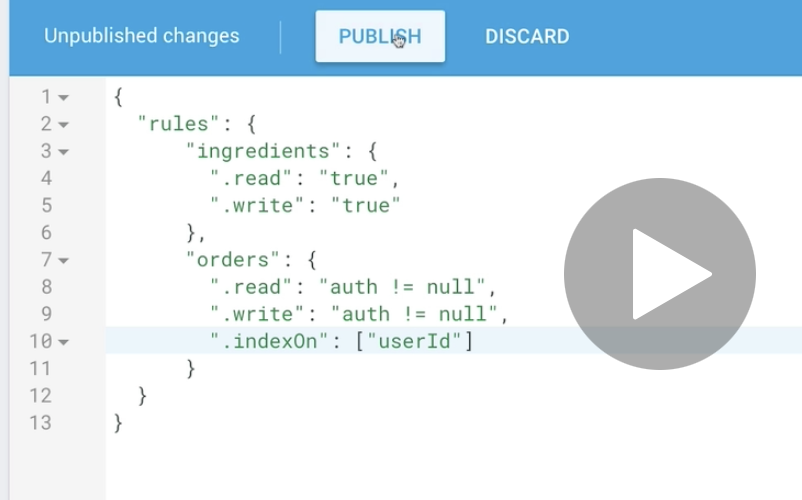 Unpublished changes PUBLISH DISCARD
1 {
2 "rules": {
3 "ingredients": {
4 ".read": "true",
5 ".write": "true"
6 },
7 "orders": {
8 ".read": "auth != null",
9 ".write": "auth != null",
10 ".indexOn": ["userId"]
11 }
12 }
13 }